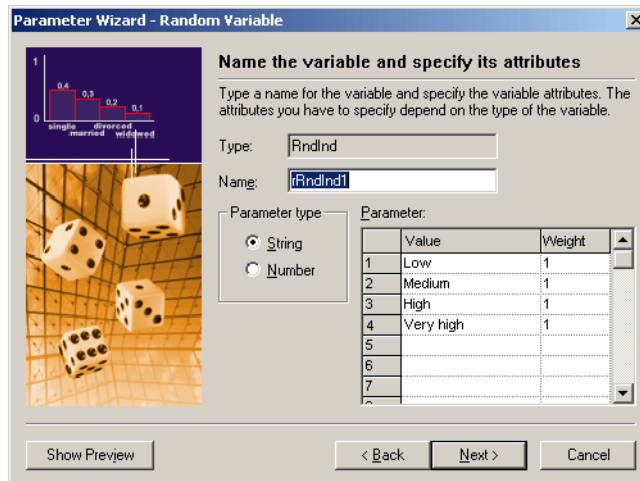 Parameter Wizard - Random Variable
1
0,4
0,3
0,2
0,1
0
single
married
divorced
widowed
Name the variable and specify its attributes
Type a name for the variable and specify the variable attributes. The
attributes you have to specify depend on the type of the variable.
Type: RndInd
Name: rRndInd1
Parameter type
String
Number
Parameter:
Value Weight
1 Low 1
2 Medium 1
3 High 1
4 Very high 1
5
6
7
Show Preview
< Back
Next >
Cancel